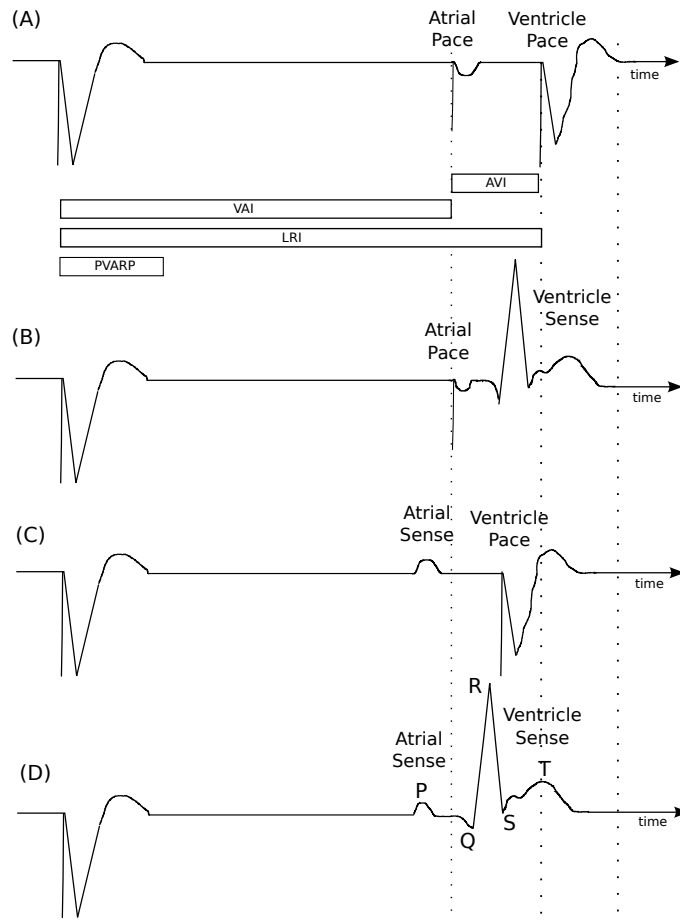 (A)
Atrial
Pace
Ventricle
Pace
time
AVI
VAI
LRI
PVARP
(B)
Atrial
Pace
Ventricle
Sense
time
(C)
Atrial
Sense
Ventricle
Pace
time
(D)
Atrial
Sense
P
R
Ventricle
Sense
T
Q
S
time